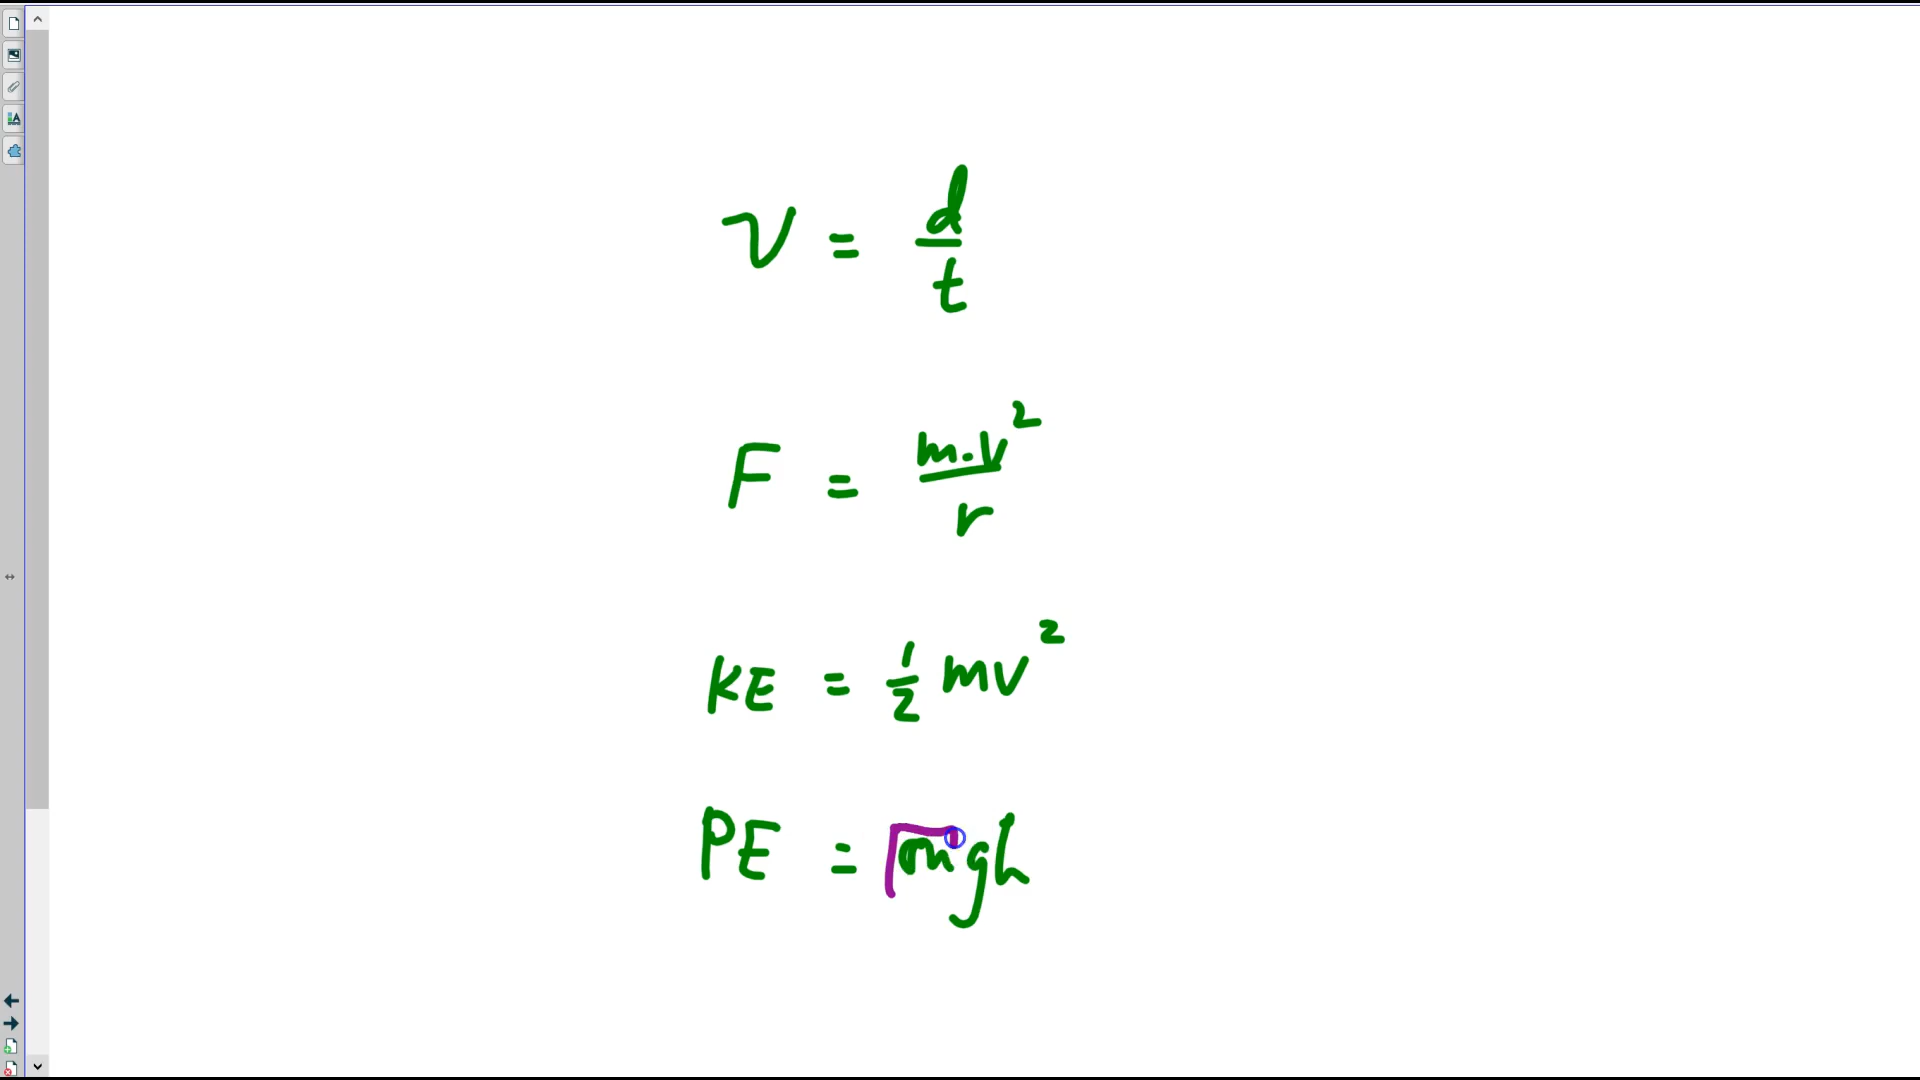 v = d/t
F = m·v²/r
KE = ½ mv²
PE = mgh